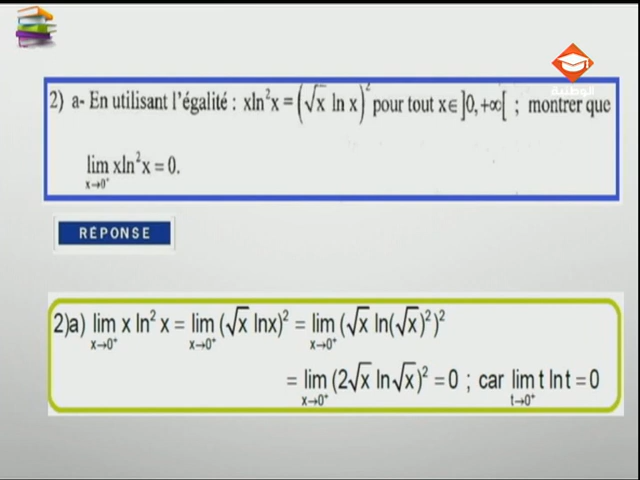 الوطنية
2) a- En utilisant l'égalité : xln²x = (√x ln x)² pour tout x∈ ]0, +∞[ ; montrer que
lim xln²x = 0.
x→0⁺
RÉPONSE
2)a) lim x ln² x = lim (√x lnx)² = lim (√x ln(√x)²)²
x→0⁺ x→0⁺ x→0⁺
= lim (2√x ln√x)² = 0 ; car lim t lnt = 0
x→0⁺ t→0⁺